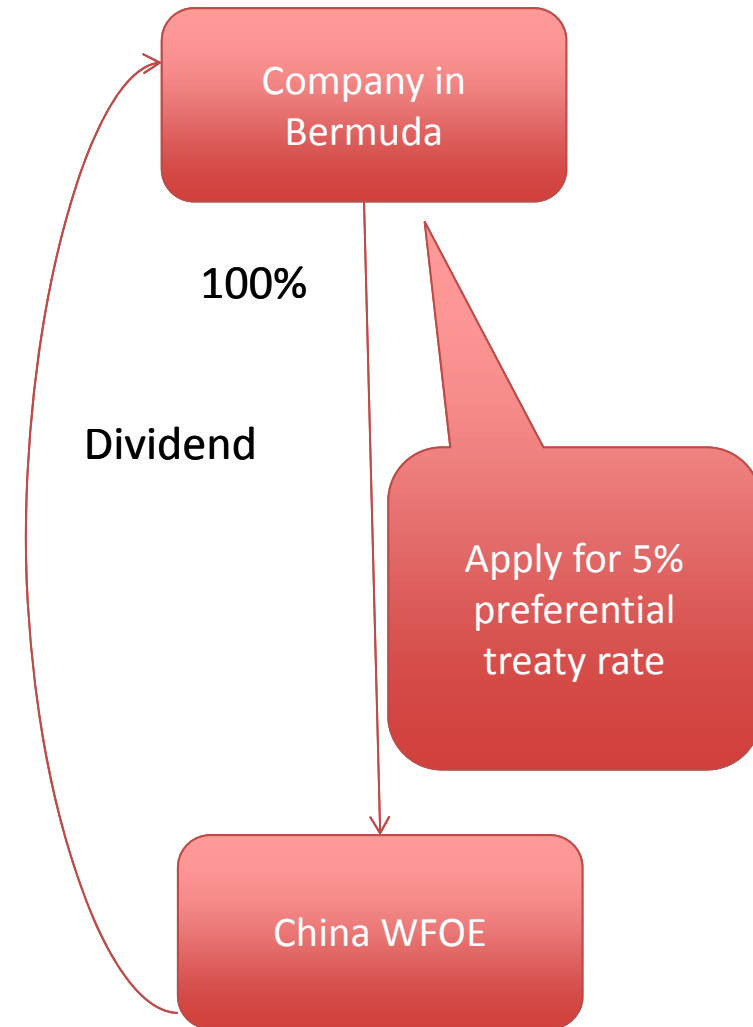 Company in
Bermuda
100%
Dividend
Apply for 5%
preferential
treaty rate
China WFOE